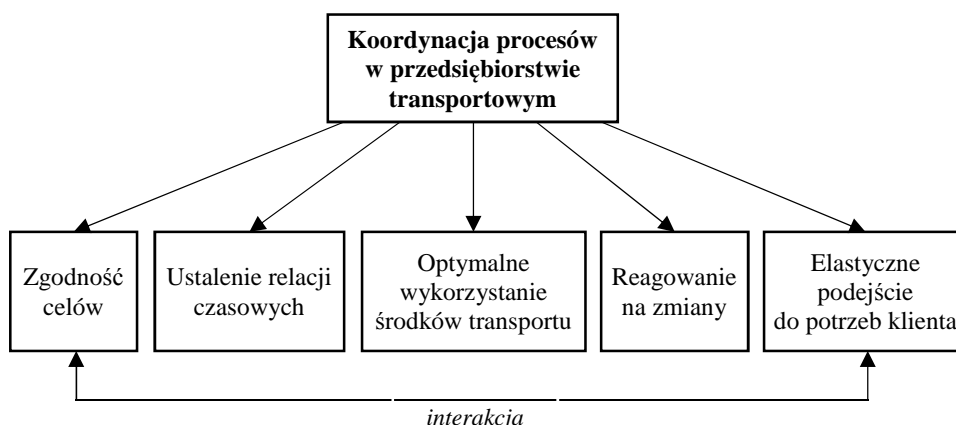 Koordynacja procesów
w przedsiębiorstwie
transportowym
Zgodność
celów
Ustalenie relacji
czasowych
Optymalne
wykorzystanie
środków transportu
Reagowanie
na zmiany
Elastyczne
podejście
do potrzeb klienta
interakcja